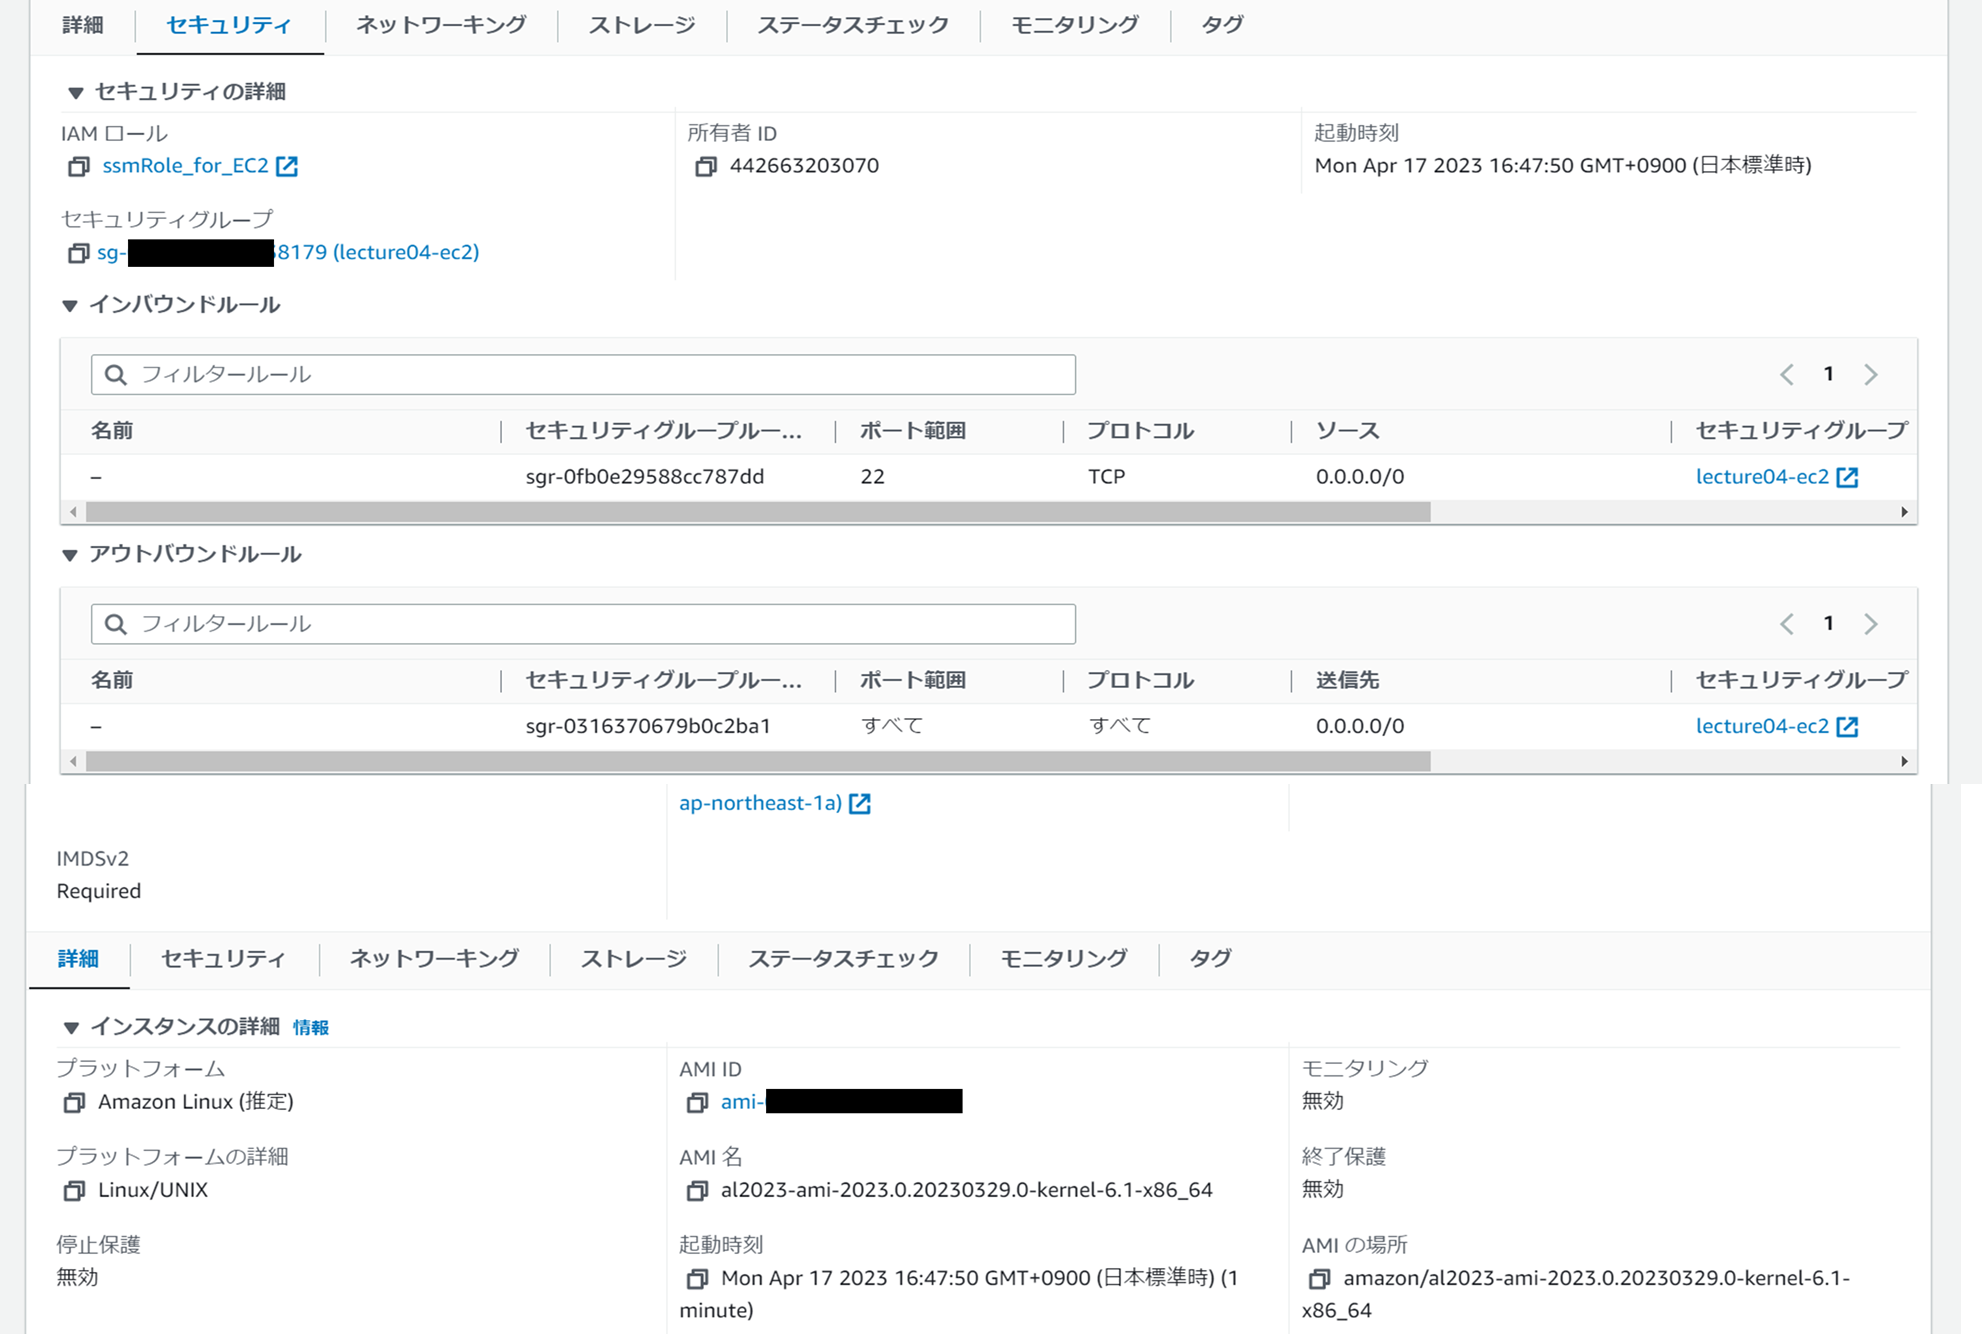 詳細 セキュリティ ネットワーキング ストレージ ステータスチェック モニタリング タグ
▼ セキュリティの詳細
IAM ロール 所有者 ID 起動時刻
ssmRole_for_EC2 442663203070 Mon Apr 17 2023 16:47:50 GMT+0900 (日本標準時)
セキュリティグループ
sg- 8179 (lecture04-ec2)
▼ インバウンドルール
フィルタールール 1
名前 セキュリティグループルー... ポート範囲 プロトコル ソース セキュリティグループ
– sgr-0fb0e29588cc787dd 22 TCP 0.0.0.0/0 lecture04-ec2
▼ アウトバウンドルール
フィルタールール 1
名前 セキュリティグループルー... ポート範囲 プロトコル 送信先 セキュリティグループ
– sgr-0316370679b0c2ba1 すべて すべて 0.0.0.0/0 lecture04-ec2
ap-northeast-1a)
IMDSv2
Required
詳細 セキュリティ ネットワーキング ストレージ ステータスチェック モニタリング タグ
▼ インスタンスの詳細 情報
プラットフォーム AMI ID モニタリング
Amazon Linux (推定) ami- 無効
プラットフォームの詳細 AMI 名 終了保護
Linux/UNIX al2023-ami-2023.0.20230329.0-kernel-6.1-x86_64 無効
停止保護 起動時刻 AMI の場所
無効 Mon Apr 17 2023 16:47:50 GMT+0900 (日本標準時) (1 amazon/al2023-ami-2023.0.20230329.0-kernel-6.1-
minute) x86_64